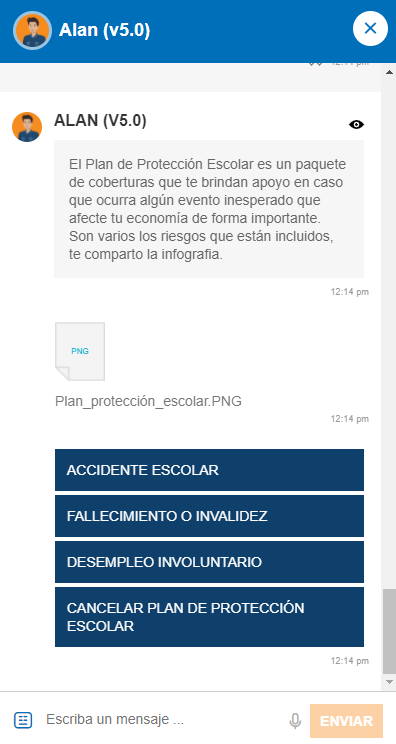 Alan (v5.0)
12:14 pm
ALAN (V5.0)
El Plan de Protección Escolar es un paquete
de coberturas que te brindan apoyo en caso
que ocurra algún evento inesperado que
afecte tu economía de forma importante.
Son varios los riesgos que están incluidos,
te comparto la infografia.
12:14 pm
PNG
Plan_protección_escolar.PNG
12:14 pm
ACCIDENTE ESCOLAR
FALLECIMIENTO O INVALIDEZ
DESEMPLEO INVOLUNTARIO
CANCELAR PLAN DE PROTECCIÓN
ESCOLAR
12:14 pm
Escriba un mensaje ...
ENVIAR